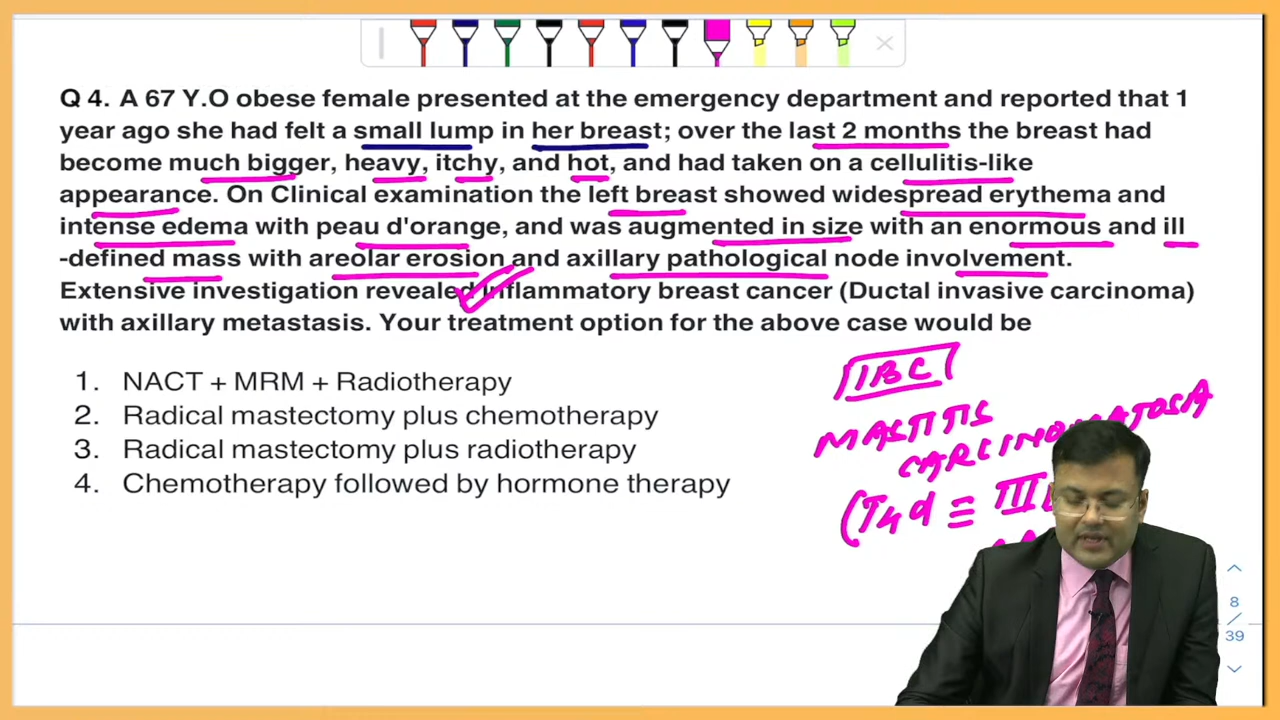 Q 4. A 67 Y.O obese female presented at the emergency department and reported that 1
year ago she had felt a small lump in her breast; over the last 2 months the breast had
become much bigger, heavy, itchy, and hot, and had taken on a cellulitis-like
appearance. On Clinical examination the left breast showed widespread erythema and
intense edema with peau d'orange, and was augmented in size with an enormous and ill
-defined mass with areolar erosion and axillary pathological node involvement.
Extensive investigation revealed inflammatory breast cancer (Ductal invasive carcinoma)
with axillary metastasis. Your treatment option for the above case would be
1. NACT + MRM + Radiotherapy
2. Radical mastectomy plus chemotherapy
3. Radical mastectomy plus radiotherapy
4. Chemotherapy followed by hormone therapy
IBC
MASTITIS
CARCINOMATOSA
(T4d ≡ III
8
/
39